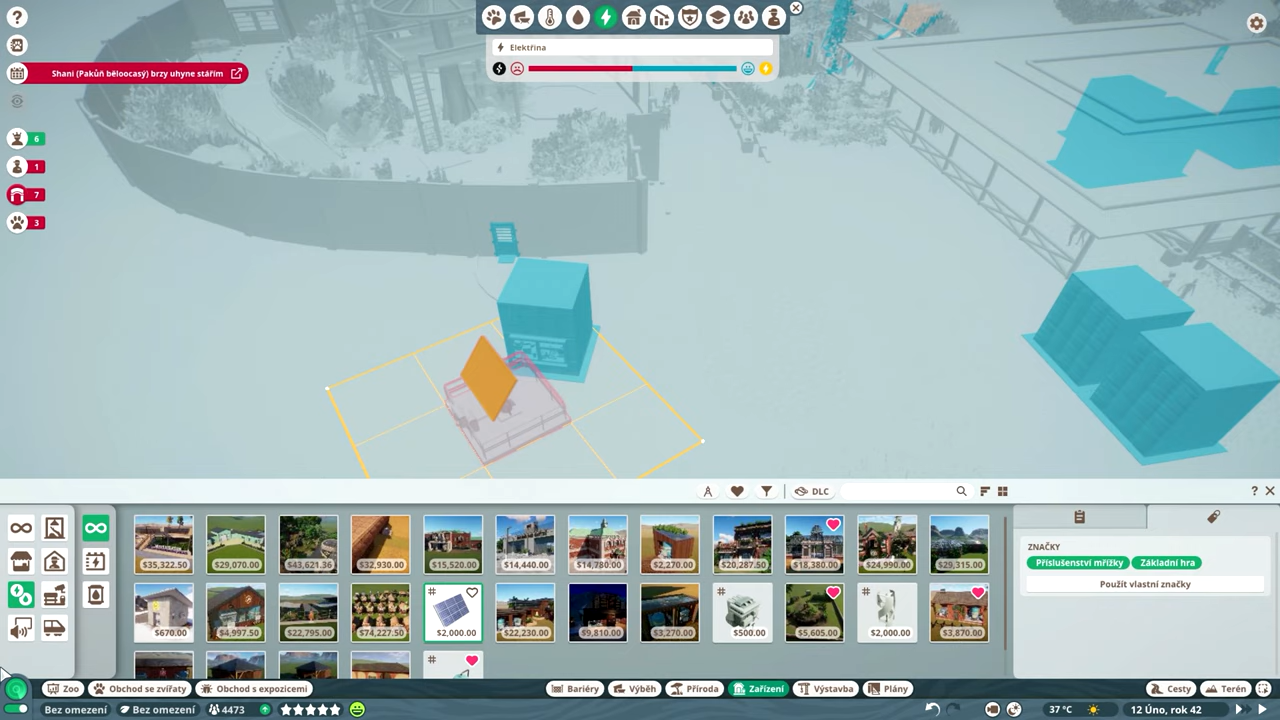 ?
Elektřina
Shani (Pakůň běloocasý) brzy uhyne stářím
6
1
7
3
DLC
?
$35,322.50
$29,070.00
$43,621.36
$32,930.00
$15,520.00
$14,440.00
$14,780.00
$2,270.00
$20,287.50
$18,380.00
$24,990.00
$29,315.00
ZNAČKY
Příslušenství mřížky
Základní hra
Použít vlastní značky
$670.00
$4,997.50
$22,795.00
$74,227.50
# $2,000.00
$22,230.00
$9,810.00
$3,270.00
# $500.00
$5,605.00
# $2,000.00
$3,870.00
#
Zoo
Obchod se zvířaty
Obchod s expozicemi
Bariéry
Výběh
Příroda
Zařízení
Výstavba
Plány
Cesty
Terén
Bez omezení
Bez omezení
4473
37 °C
12 Úno, rok 42